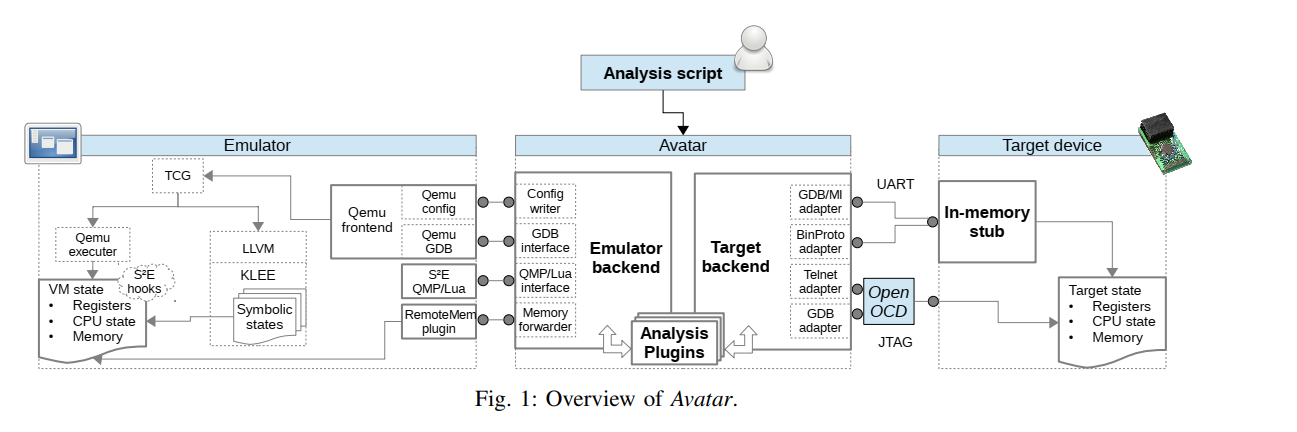 Analysis script
Emulator
Avatar
Target device
TCG
Qemu
executer
LLVM
KLEE
Symbolic
states
S²E
hooks
VM state
• Registers
• CPU state
• Memory
Qemu
frontend
Qemu
config
Qemu
GDB
S²E
QMP/Lua
RemoteMem
plugin
Config
writer
GDB
interface
QMP/Lua
interface
Memory
forwarder
Emulator
backend
Target
backend
Analysis
Plugins
GDB/MI
adapter
BinProto
adapter
Telnet
adapter
GDB
adapter
UART
Open
OCD
JTAG
In-memory
stub
Target state
• Registers
• CPU state
• Memory
Fig. 1: Overview of Avatar.